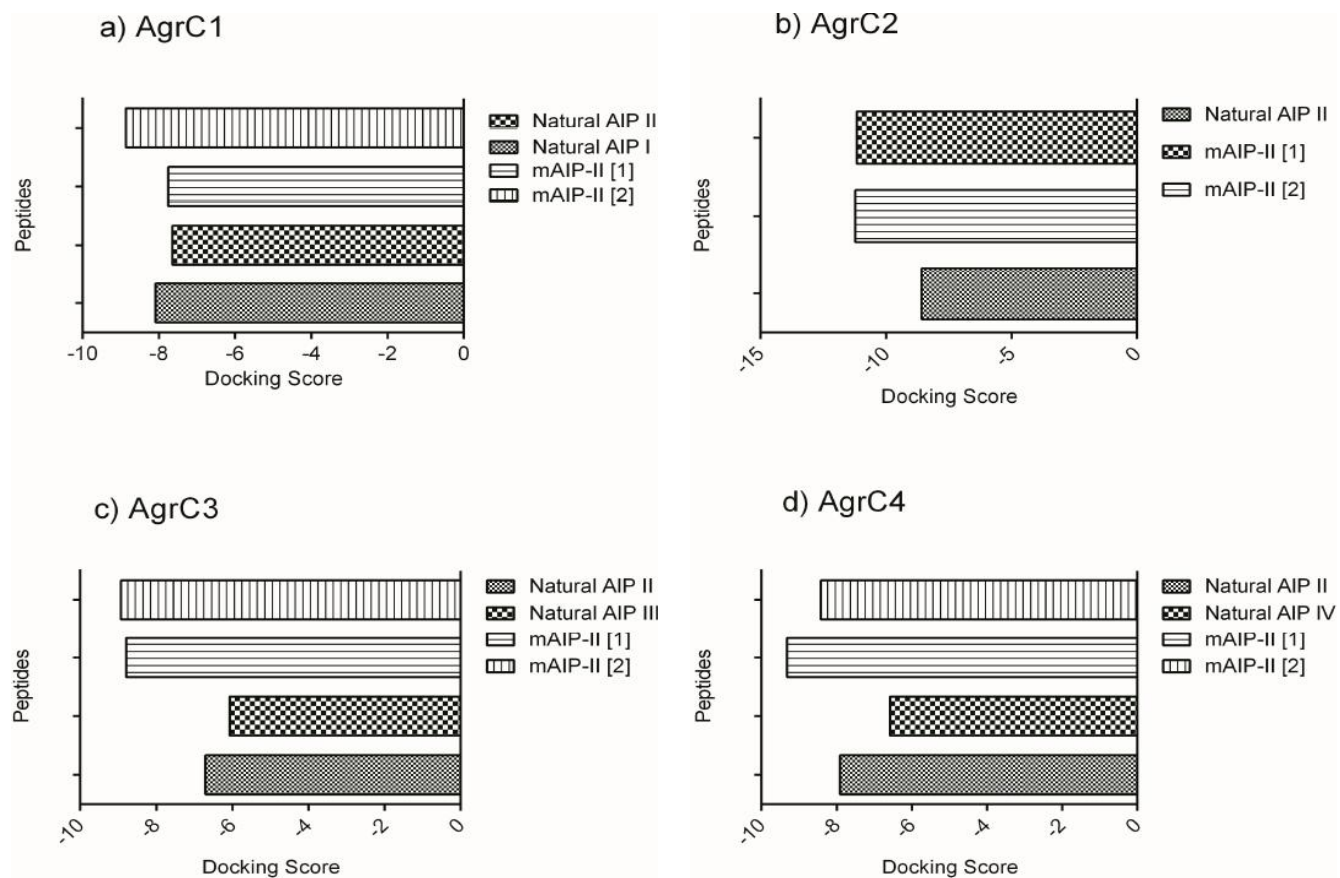 a) AgrC1
Peptides
-10
-8
-6
-4
-2
0
Docking Score
Natural AIP II
Natural AIP I
mAIP-II [1]
mAIP-II [2]
b) AgrC2
Peptides
-15
-10
-5
0
Docking Score
Natural AIP II
mAIP-II [1]
mAIP-II [2]
c) AgrC3
Peptides
-10
-8
-6
-4
-2
0
Docking Score
Natural AIP II
Natural AIP III
mAIP-II [1]
mAIP-II [2]
d) AgrC4
Peptides
-10
-8
-6
-4
-2
0
Docking Score
Natural AIP II
Natural AIP IV
mAIP-II [1]
mAIP-II [2]